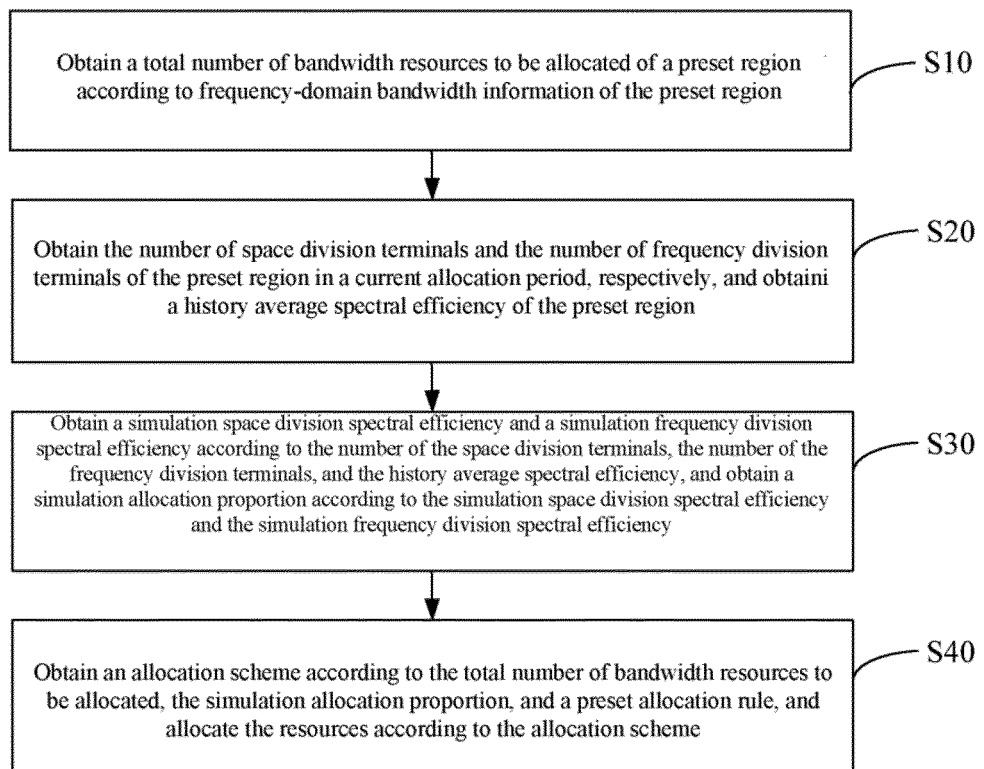 Obtain a total number of bandwidth resources to be allocated of a preset region
according to frequency-domain bandwidth information of the preset region
S10
Obtain the number of space division terminals and the number of frequency division
terminals of the preset region in a current allocation period, respectively, and obtaini
a history average spectral efficiency of the preset region
S20
Obtain a simulation space division spectral efficiency and a simulation frequency division
spectral efficiency according to the number of the space division terminals, the number of the
frequency division terminals, and the history average spectral efficiency, and obtain a
simulation allocation proportion according to the simulation space division spectral efficiency
and the simulation frequency division spectral efficiency
S30
Obtain an allocation scheme according to the total number of bandwidth resources to
be allocated, the simulation allocation proportion, and a preset allocation rule, and
allocate the resources according to the allocation scheme
S40